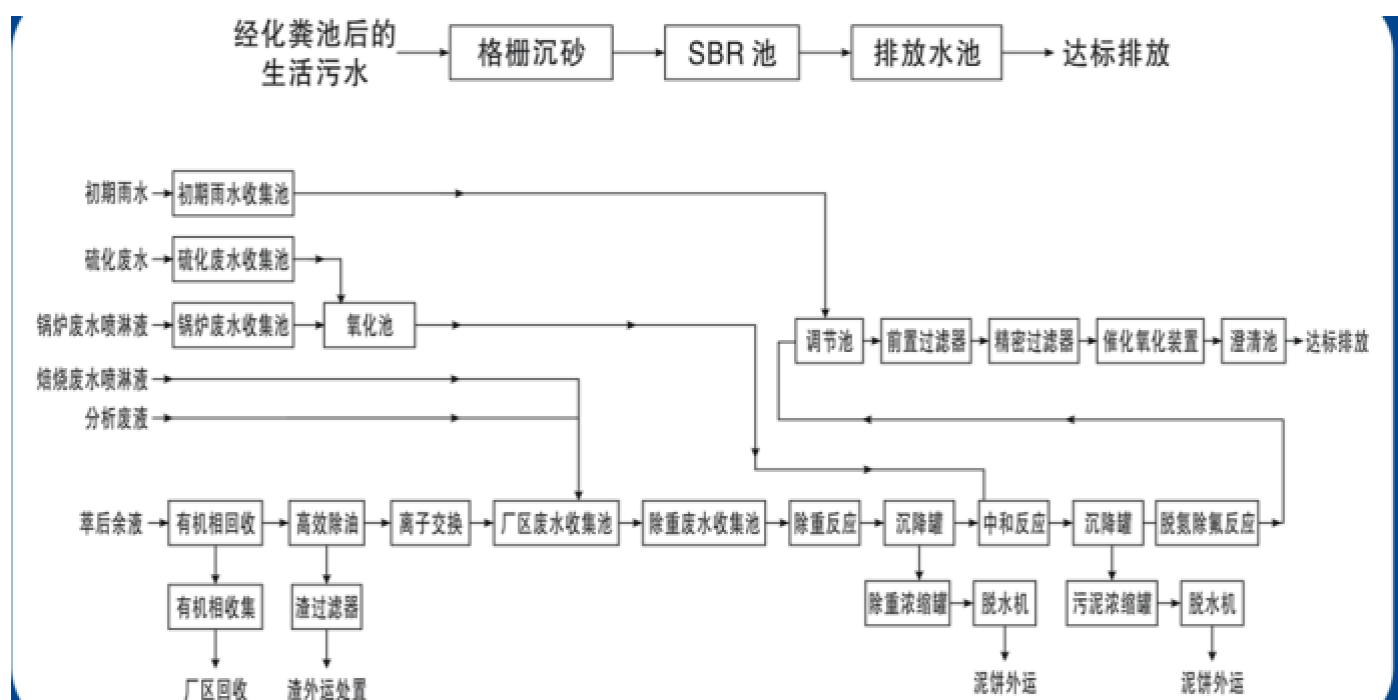 经化粪池后的
生活污水
格栅沉砂
SBR 池
排放水池
达标排放
初期雨水
初期雨水收集池
硫化废水
硫化废水收集池
锅炉废水喷淋液
锅炉废水收集池
氧化池
调节池
前置过滤器
精密过滤器
催化氧化装置
澄清池
达标排放
焙烧废水喷淋液
分析废液
萃后余液
有机相回收
高效除油
离子交换
厂区废水收集池
除重废水收集池
除重反应
沉降罐
中和反应
沉降罐
脱氮除氟反应
有机相收集
渣过滤器
除重浓缩罐
脱水机
污泥浓缩罐
脱水机
厂区回收
渣外运处置
泥饼外运
泥饼外运